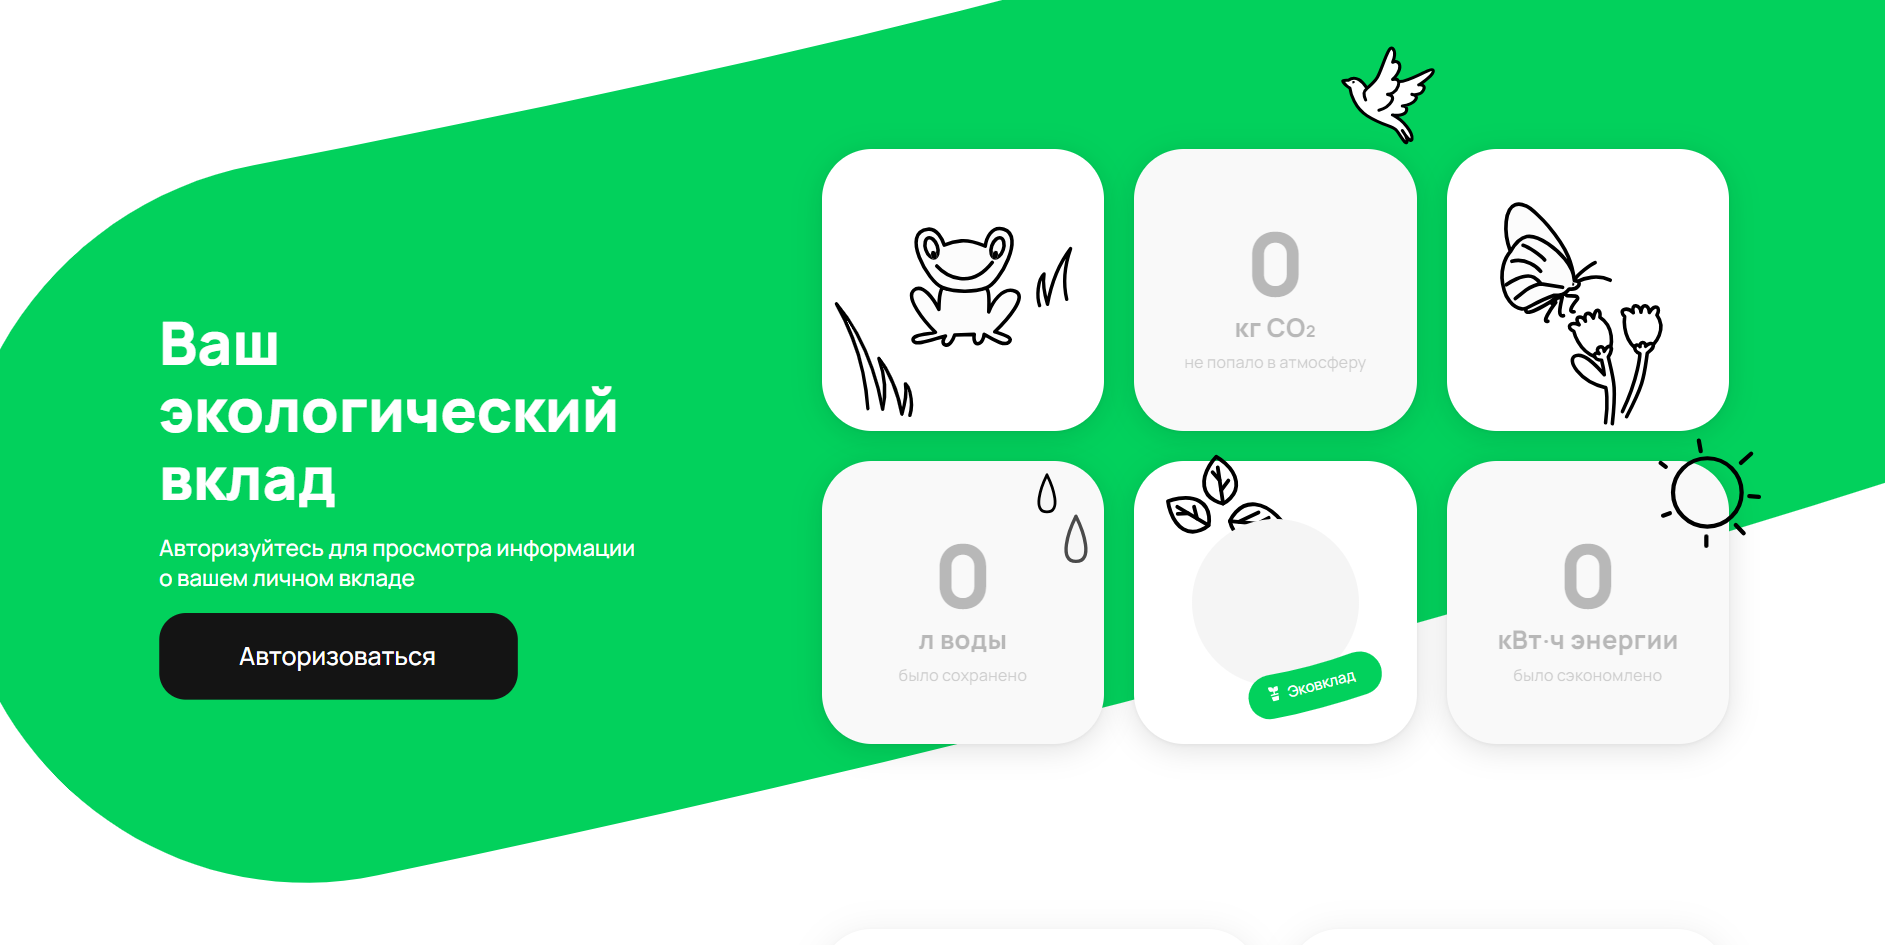 Ваш
экологический
вклад
Авторизуйтесь для просмотра информации
о вашем личном вкладе
Авторизоваться
0
кг CO₂
не попало в атмосферу
0
л воды
было сохранено
Эковклад
0
кВт·ч энергии
было сэкономлено